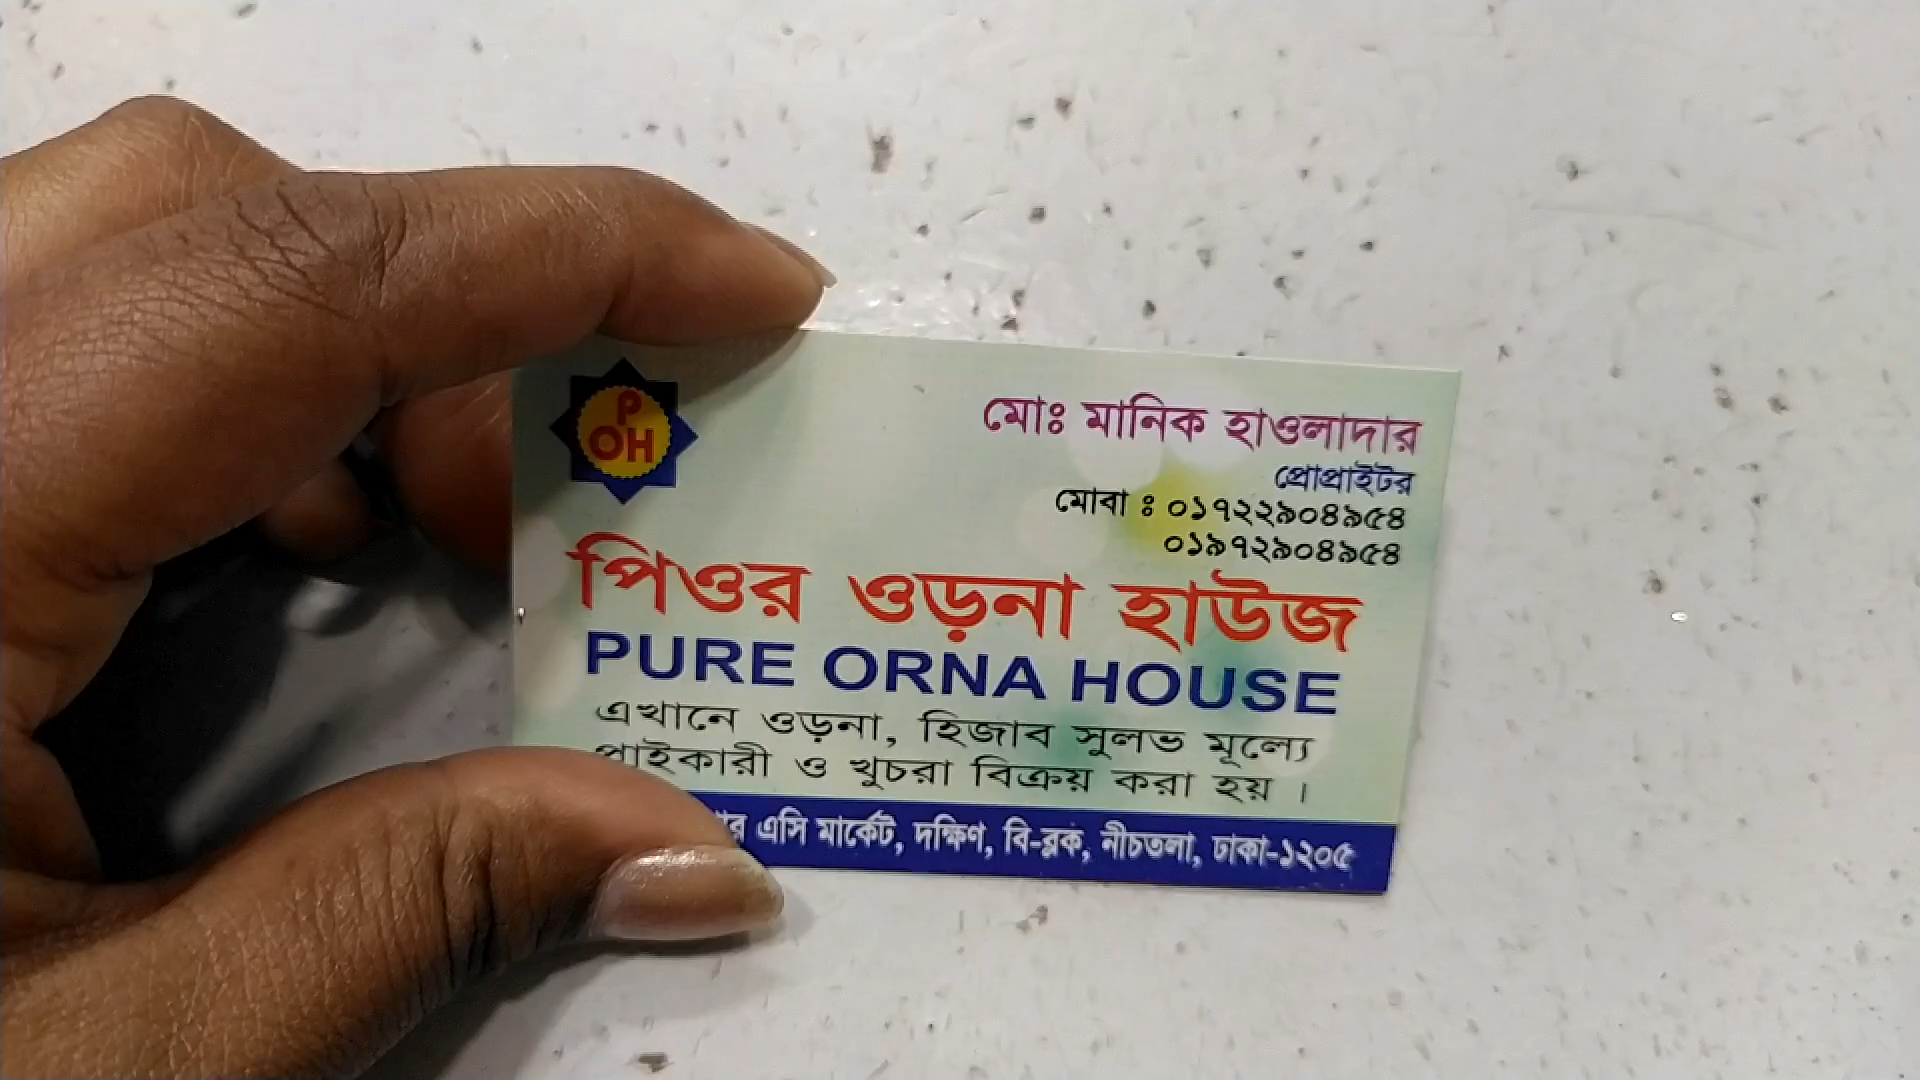 P
OH
মোঃ মানিক হাওলাদার
প্রোপ্রাইটর
মোবা ঃ ০১৭২২৯০৪৯৫৪
০১৯৭২৯০৪৯৫৪
পিওর ওড়না হাউজ
PURE ORNA HOUSE
এখানে ওড়না, হিজাব সুলভ মূল্যে
পাইকারী ও খুচরা বিক্রয় করা হয় ।
এসি মার্কেট, দক্ষিণ, বি-ব্লক, নীচতলা, ঢাকা-১২০৫